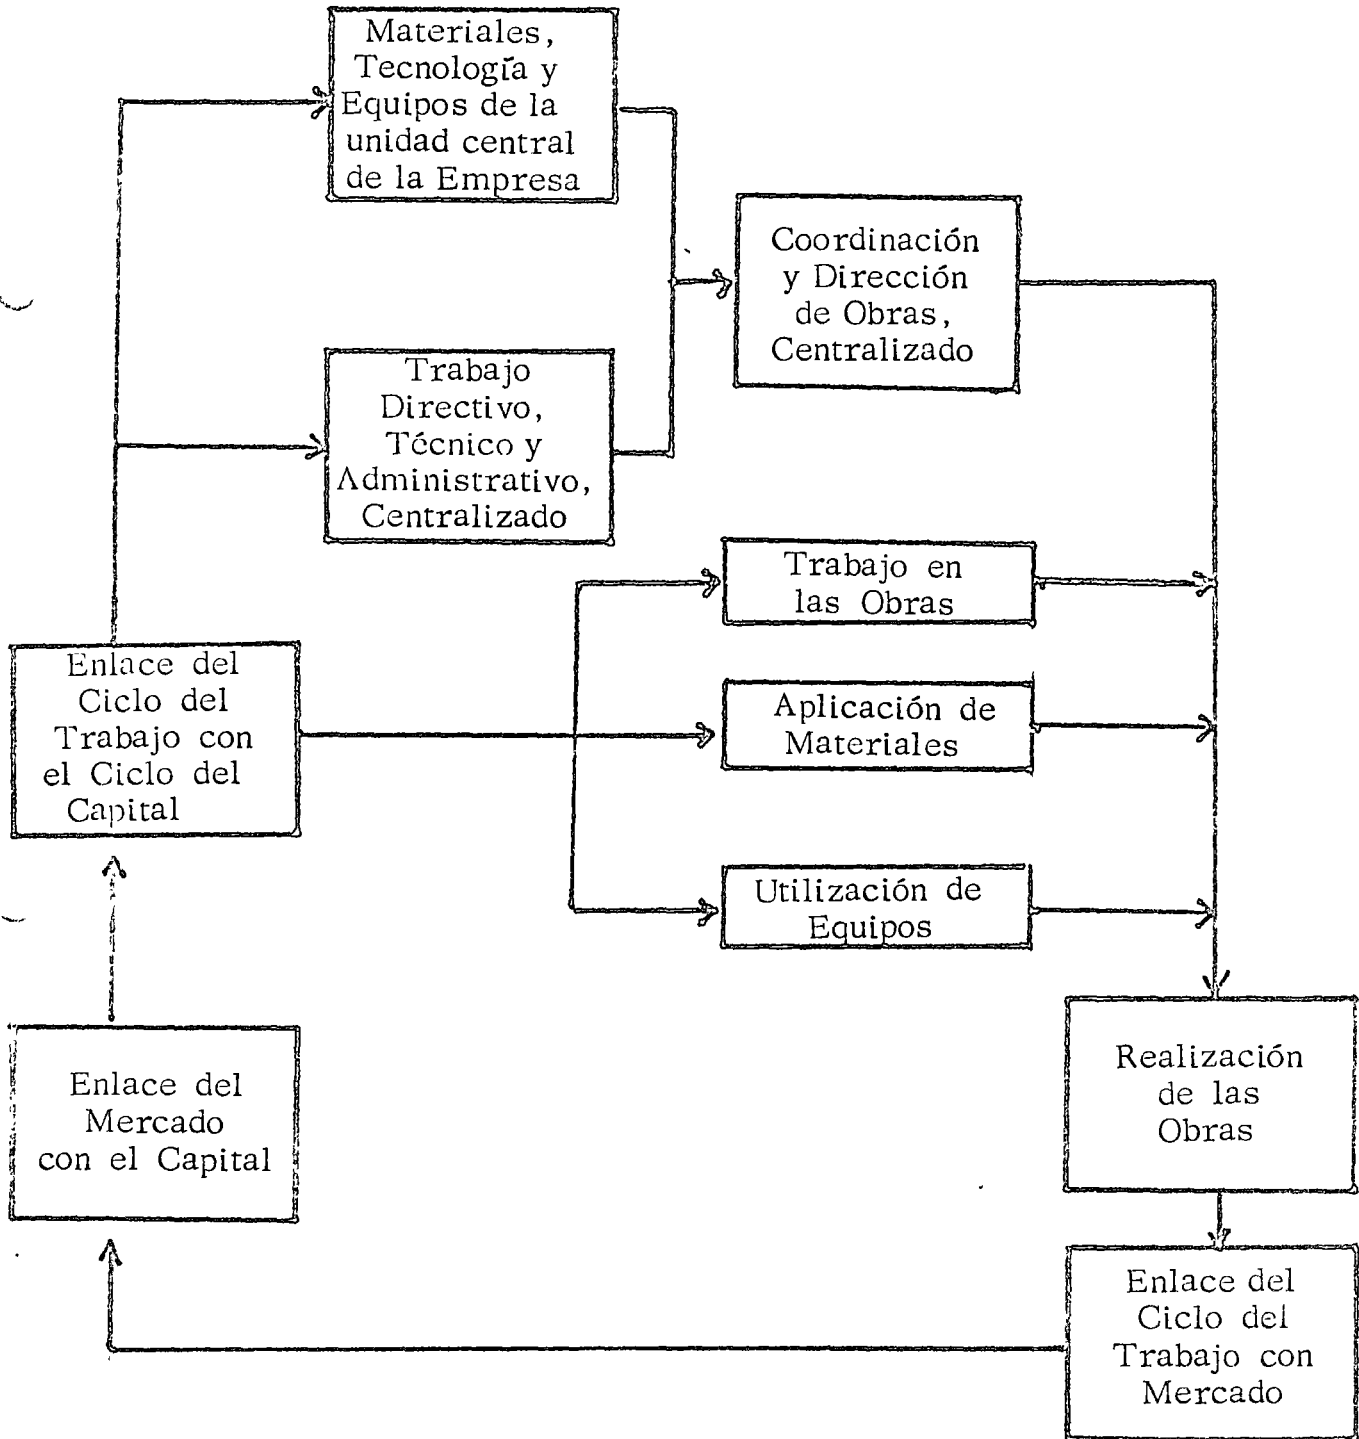 Materiales,
Tecnología y
Equipos de la
unidad central
de la Empresa
Coordinación
y Dirección
de Obras,
Centralizado
Trabajo
Directivo,
Técnico y
Administrativo,
Centralizado
Trabajo en
las Obras
Enlace del
Ciclo del
Trabajo con
el Ciclo del
Capital
Aplicación de
Materiales
Utilización de
Equipos
Enlace del
Mercado
con el Capital
Realización
de las
Obras
Enlace del
Ciclo del
Trabajo con
Mercado